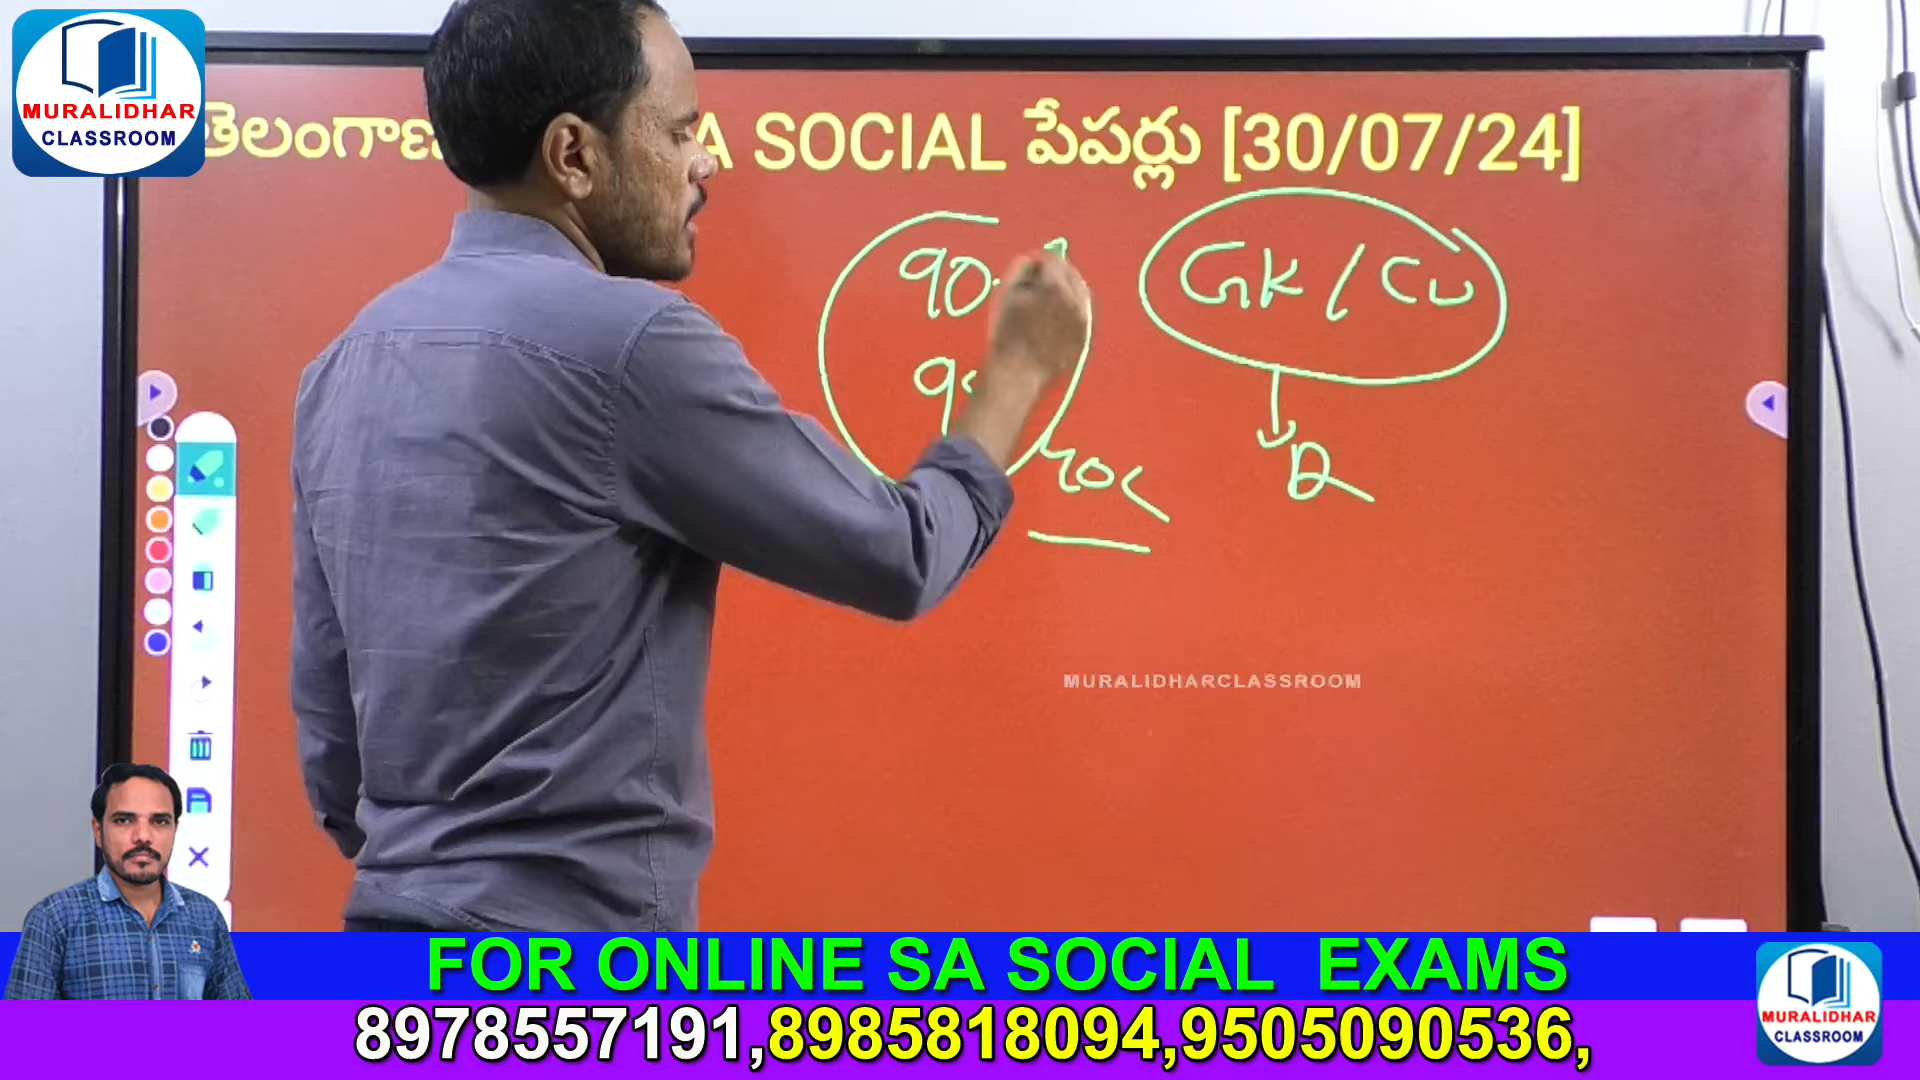 MURALIDHAR
CLASSROOM
తెలంగాణ A SOCIAL పేపర్లు [30/07/24]
90
GK / CU
MURALIDHARCLASSROOM
FOR ONLINE SA SOCIAL EXAMS
8978557191,8985818094,9505090536,
MURALIDHAR
CLASSROOM